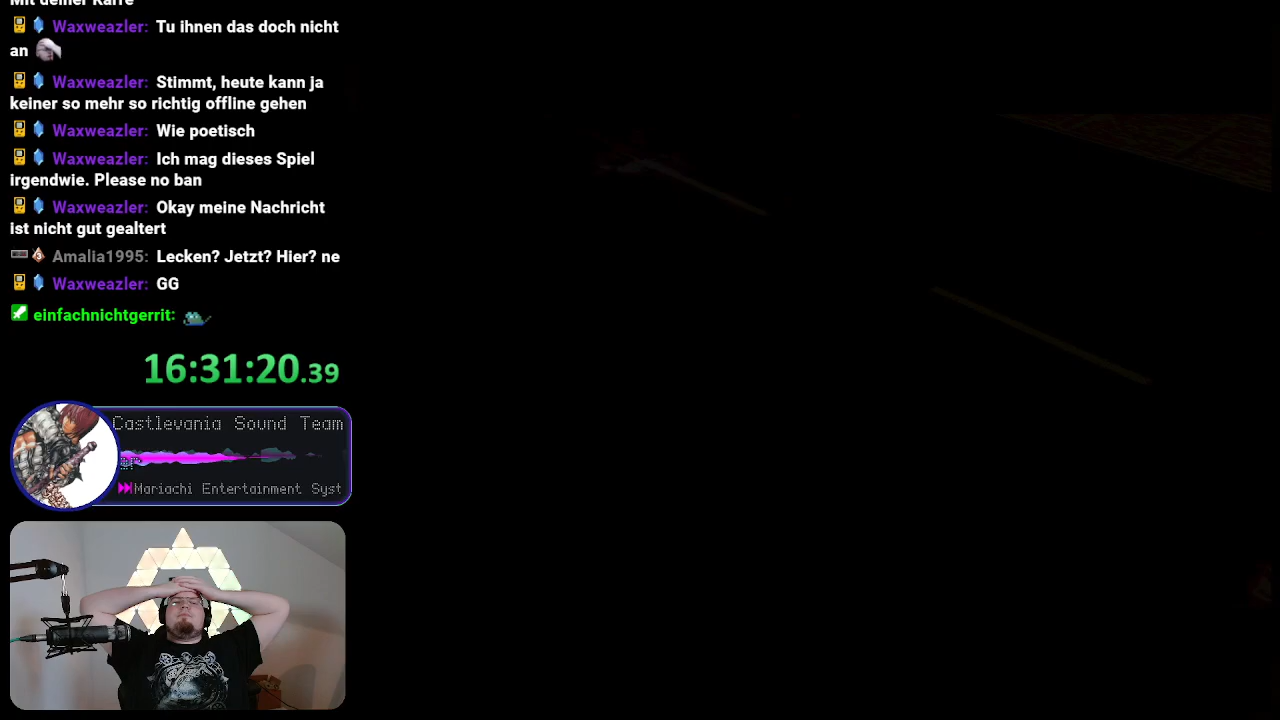 Waxweazler: Tu ihnen das doch nicht
an
Waxweazler: Stimmt, heute kann ja
keiner so mehr so richtig offline gehen
Waxweazler: Wie poetisch
Waxweazler: Ich mag dieses Spiel
irgendwie. Please no ban
Waxweazler: Okay meine Nachricht
ist nicht gut gealtert
Amalia1995: Lecken? Jetzt? Hier? ne
Waxweazler: GG
einfachnichtgerrit:
16:31:20.39
Castlevania Sound Team
Mariachi Entertainment Syst